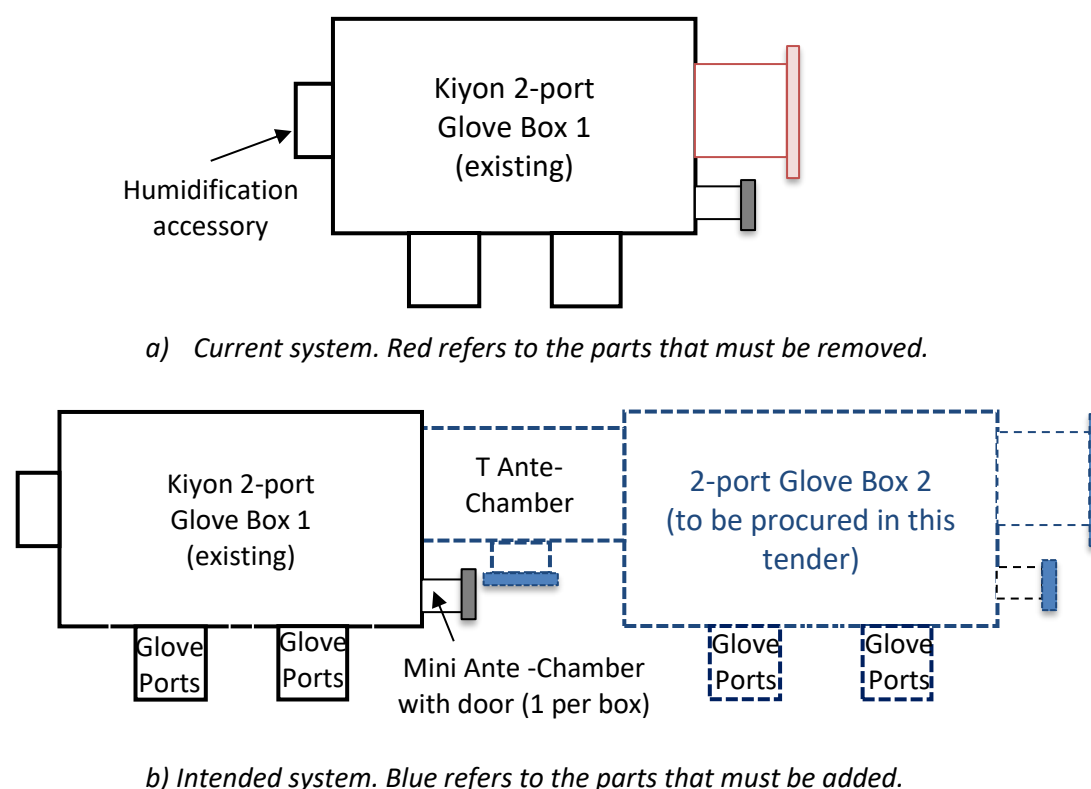 Kiyon 2-port
Glove Box 1
(existing)
Humidification
accessory
a) Current system. Red refers to the parts that must be removed.
Kiyon 2-port
Glove Box 1
(existing)
T Ante-
Chamber
2-port Glove Box 2
(to be procured in this
tender)
Glove
Ports
Glove
Ports
Mini Ante -Chamber
with door (1 per box)
Glove
Ports
Glove
Ports
b) Intended system. Blue refers to the parts that must be added.